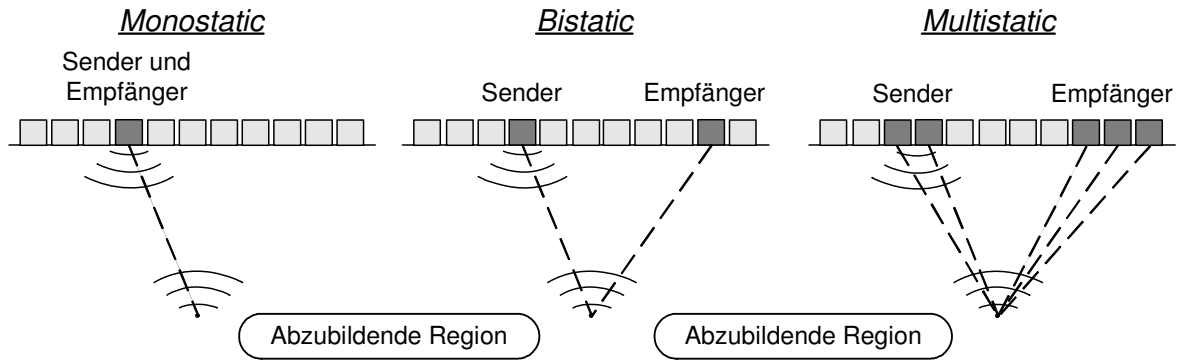 Monostatic
Sender und
Empfänger
Bistatic
Sender
Empfänger
Multistatic
Sender
Empfänger
Abzubildende Region
Abzubildende Region